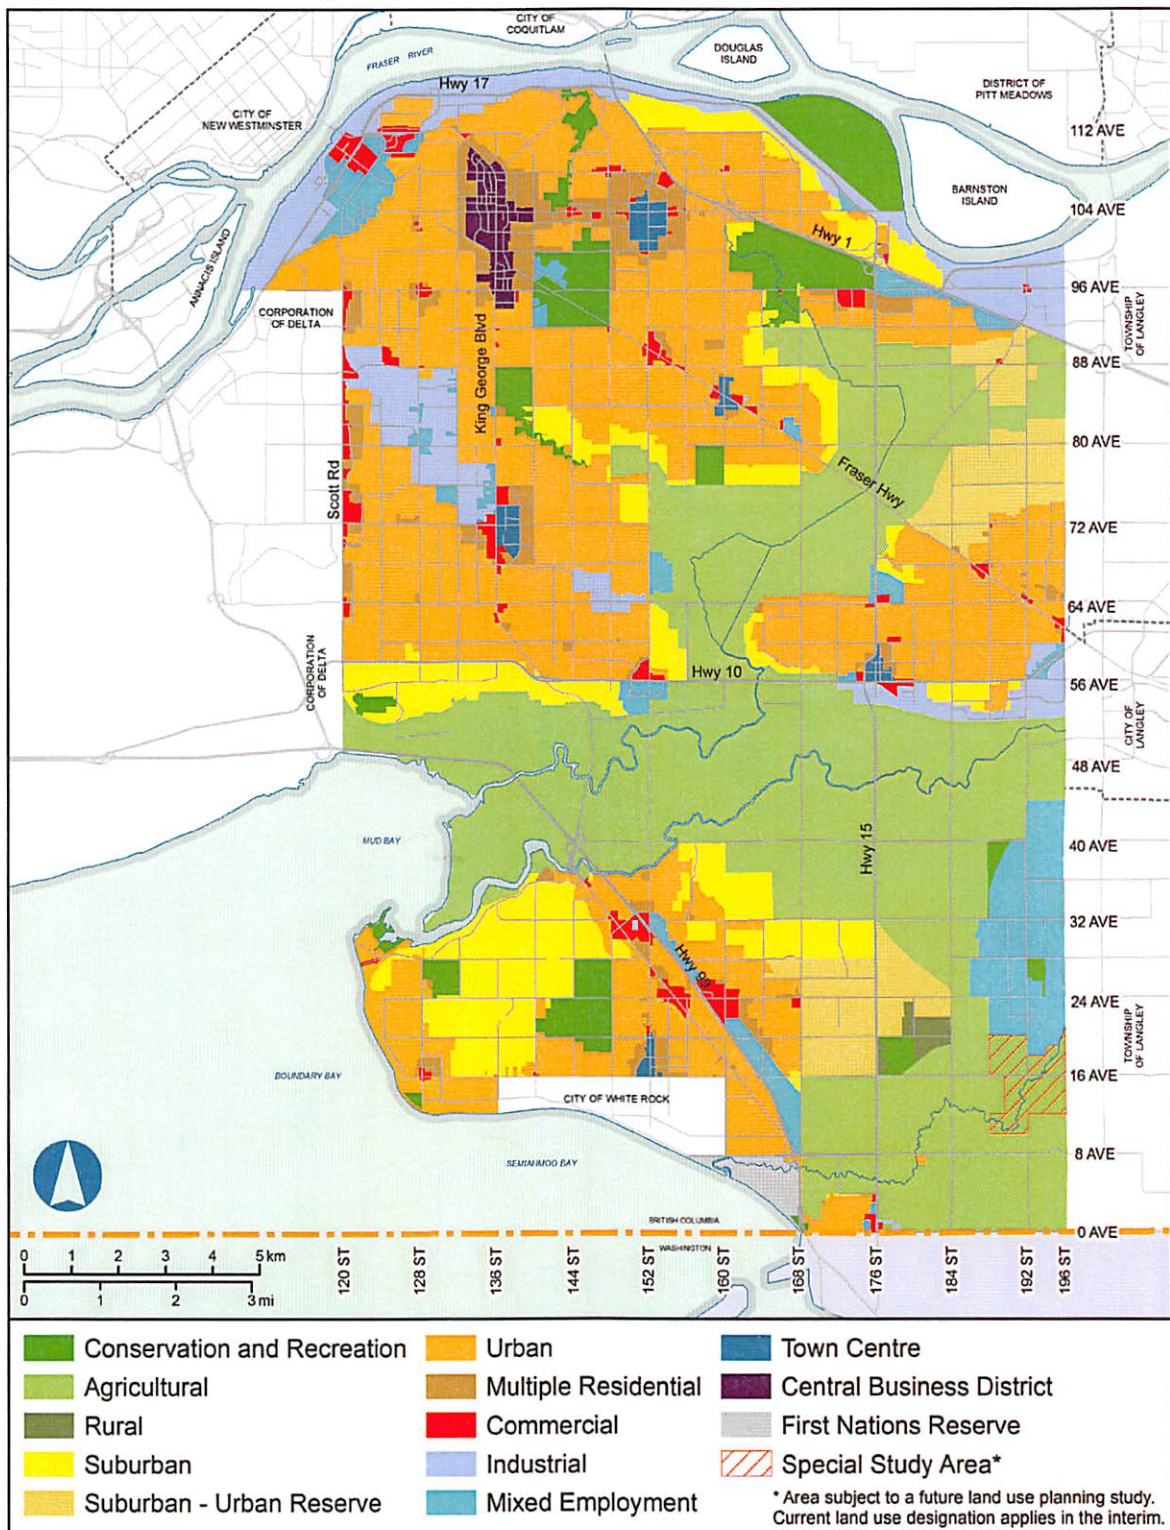 CITY OF
COQUITLAM
DOUGLAS
ISLAND
FRASER RIVER
Hwy 17
DISTRICT OF
PITT MEADOWS
CITY OF
NEW WESTMINSTER
112 AVE
BARNSTON
ISLAND
104 AVE
ANNACIS ISLAND
Hwy 1
96 AVE
CORPORATION
OF DELTA
King George Blvd
TOWNSHIP
OF LANGLEY
88 AVE
80 AVE
Scott Rd
Fraser Hwy
72 AVE
64 AVE
CORPORATION
OF DELTA
Hwy 10
56 AVE
CITY OF
LANGLEY
48 AVE
MUD BAY
Hwy 15
40 AVE
32 AVE
Hwy 99
24 AVE
TOWNSHIP
OF LANGLEY
BOUNDARY BAY
16 AVE
CITY OF WHITE ROCK
8 AVE
SEMIAHMOO BAY
BRITISH COLUMBIA
0 AVE
WASHINGTON
0 1 2 3 4 5 km
0 1 2 3 mi
120 ST
128 ST
136 ST
144 ST
152 ST
160 ST
168 ST
176 ST
184 ST
192 ST
196 ST
Conservation and Recreation
Agricultural
Rural
Suburban
Suburban - Urban Reserve
Urban
Multiple Residential
Commercial
Industrial
Mixed Employment
Town Centre
Central Business District
First Nations Reserve
Special Study Area*
* Area subject to a future land use planning study.
Current land use designation applies in the interim.